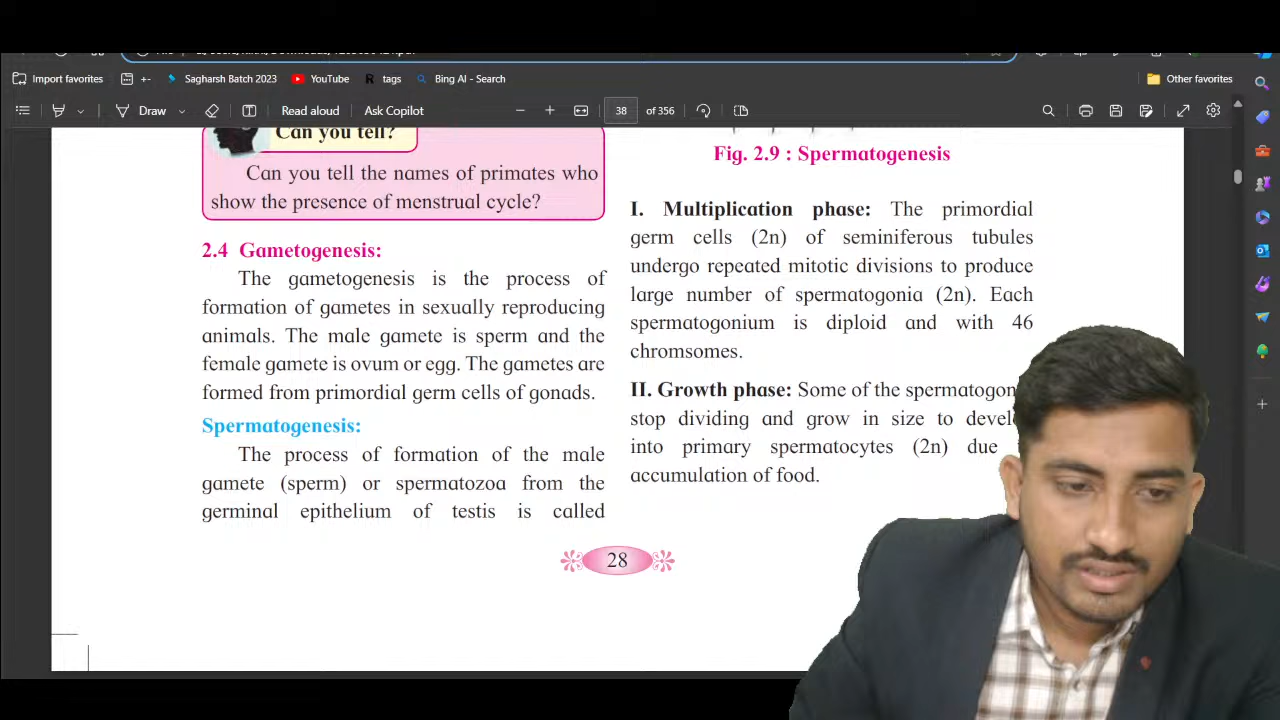 Import favorites
+-
Sagharsh Batch 2023
YouTube
tags
Bing AI - Search
Other favorites
Draw
Read aloud
Ask Copilot
38
of 356
Can you tell?
Can you tell the names of primates who
show the presence of menstrual cycle?
2.4 Gametogenesis:
The gametogenesis is the process of
formation of gametes in sexually reproducing
animals. The male gamete is sperm and the
female gamete is ovum or egg. The gametes are
formed from primordial germ cells of gonads.
Spermatogenesis:
The process of formation of the male
gamete (sperm) or spermatozoa from the
germinal epithelium of testis is called
Fig. 2.9 : Spermatogenesis
I. Multiplication phase: The primordial
germ cells (2n) of seminiferous tubules
undergo repeated mitotic divisions to produce
large number of spermatogonia (2n). Each
spermatogonium is diploid and with 46
chromsomes.
II. Growth phase: Some of the
stop dividing and grow in size to
into primary spermatocytes (2n) due
accumulation of food.
28